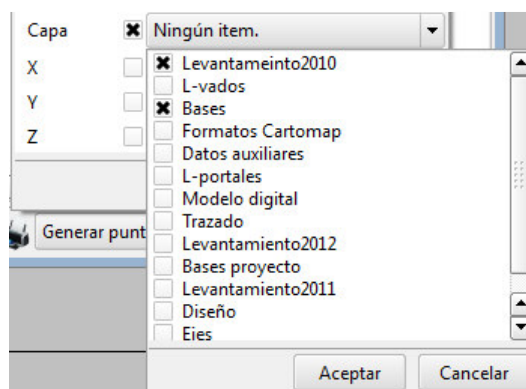 Capa Ningún item.
X Levantameinto2010
L-vados
Y Bases
Formatos Cartomap
Z Datos auxiliares
L-portales
Modelo digital
Generar punt Trazado
Levantamiento2012
Bases proyecto
Levantamiento2011
Diseño
Ejes
Aceptar Cancelar